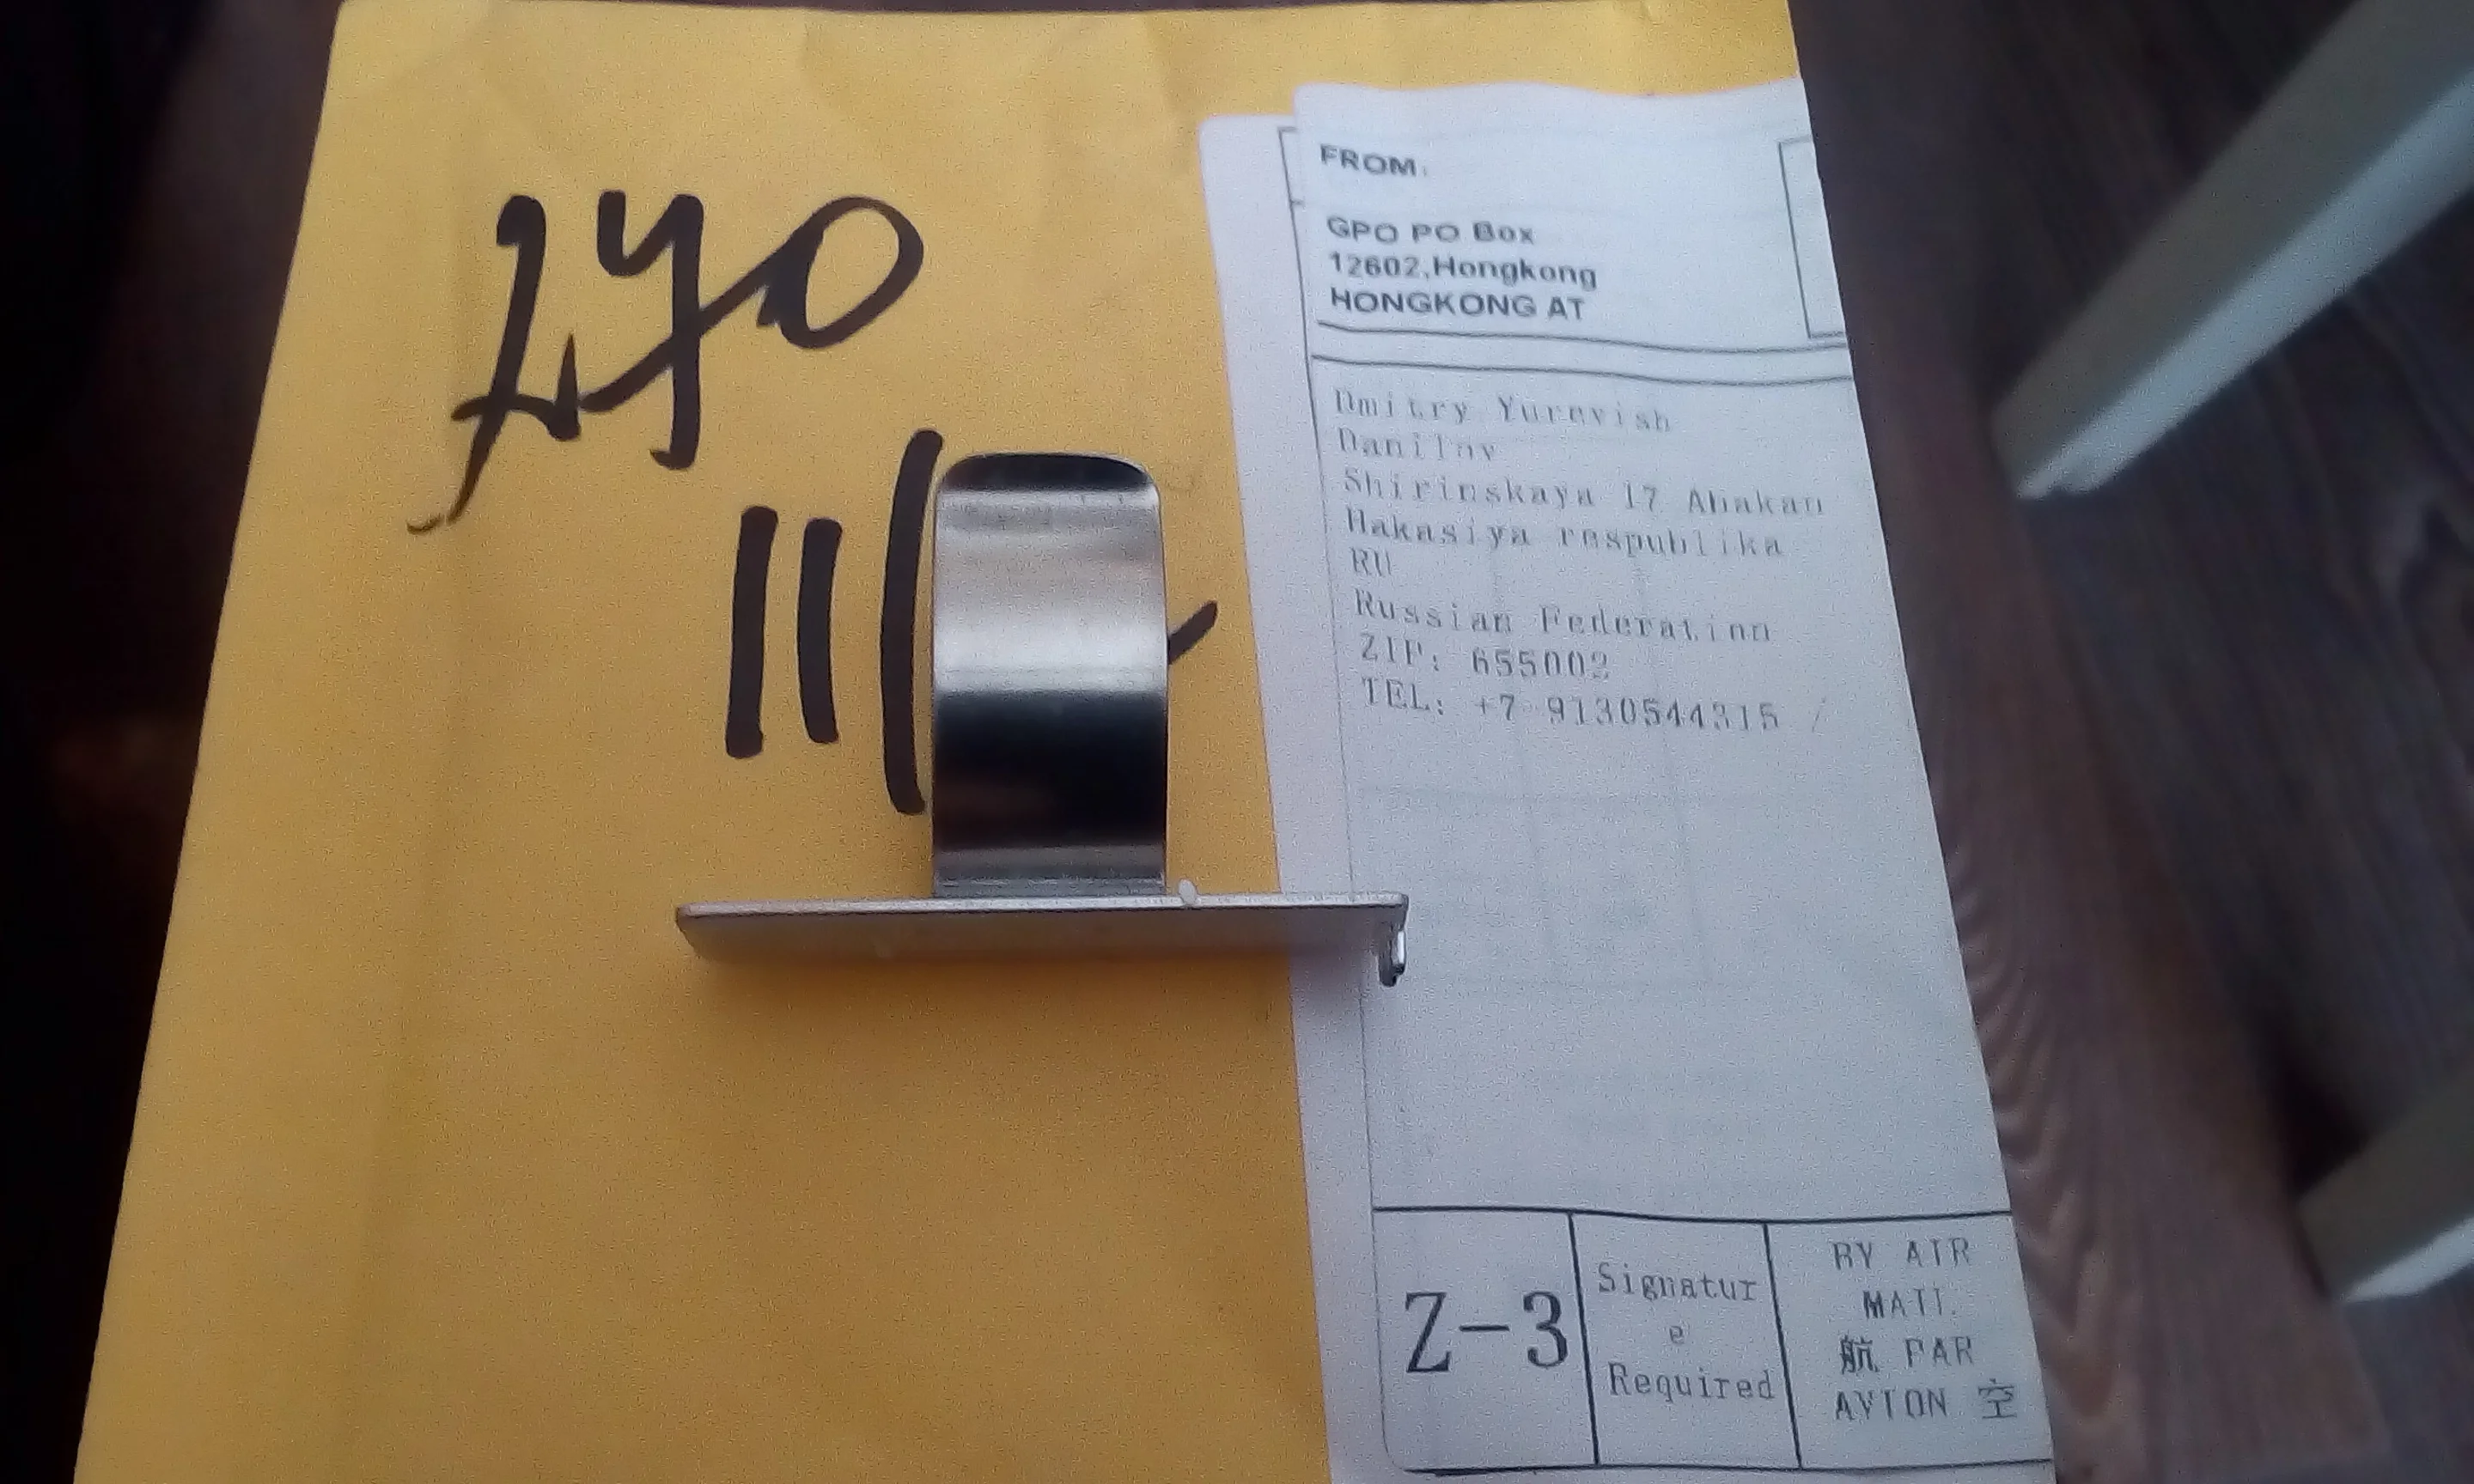 FROM:
GPO PO Box
12602,Hongkong
HONGKONG AT
Dmitry Yurevish
Danilov
Shirinskaya 17 Abakan
Hakasiya respublika
RU
Russian Federation
ZIP: 655002
TEL: +7 9130544315
Z-3
Signatur
e
Required
BY AIR
MAIL
航 PAR
AVION 空